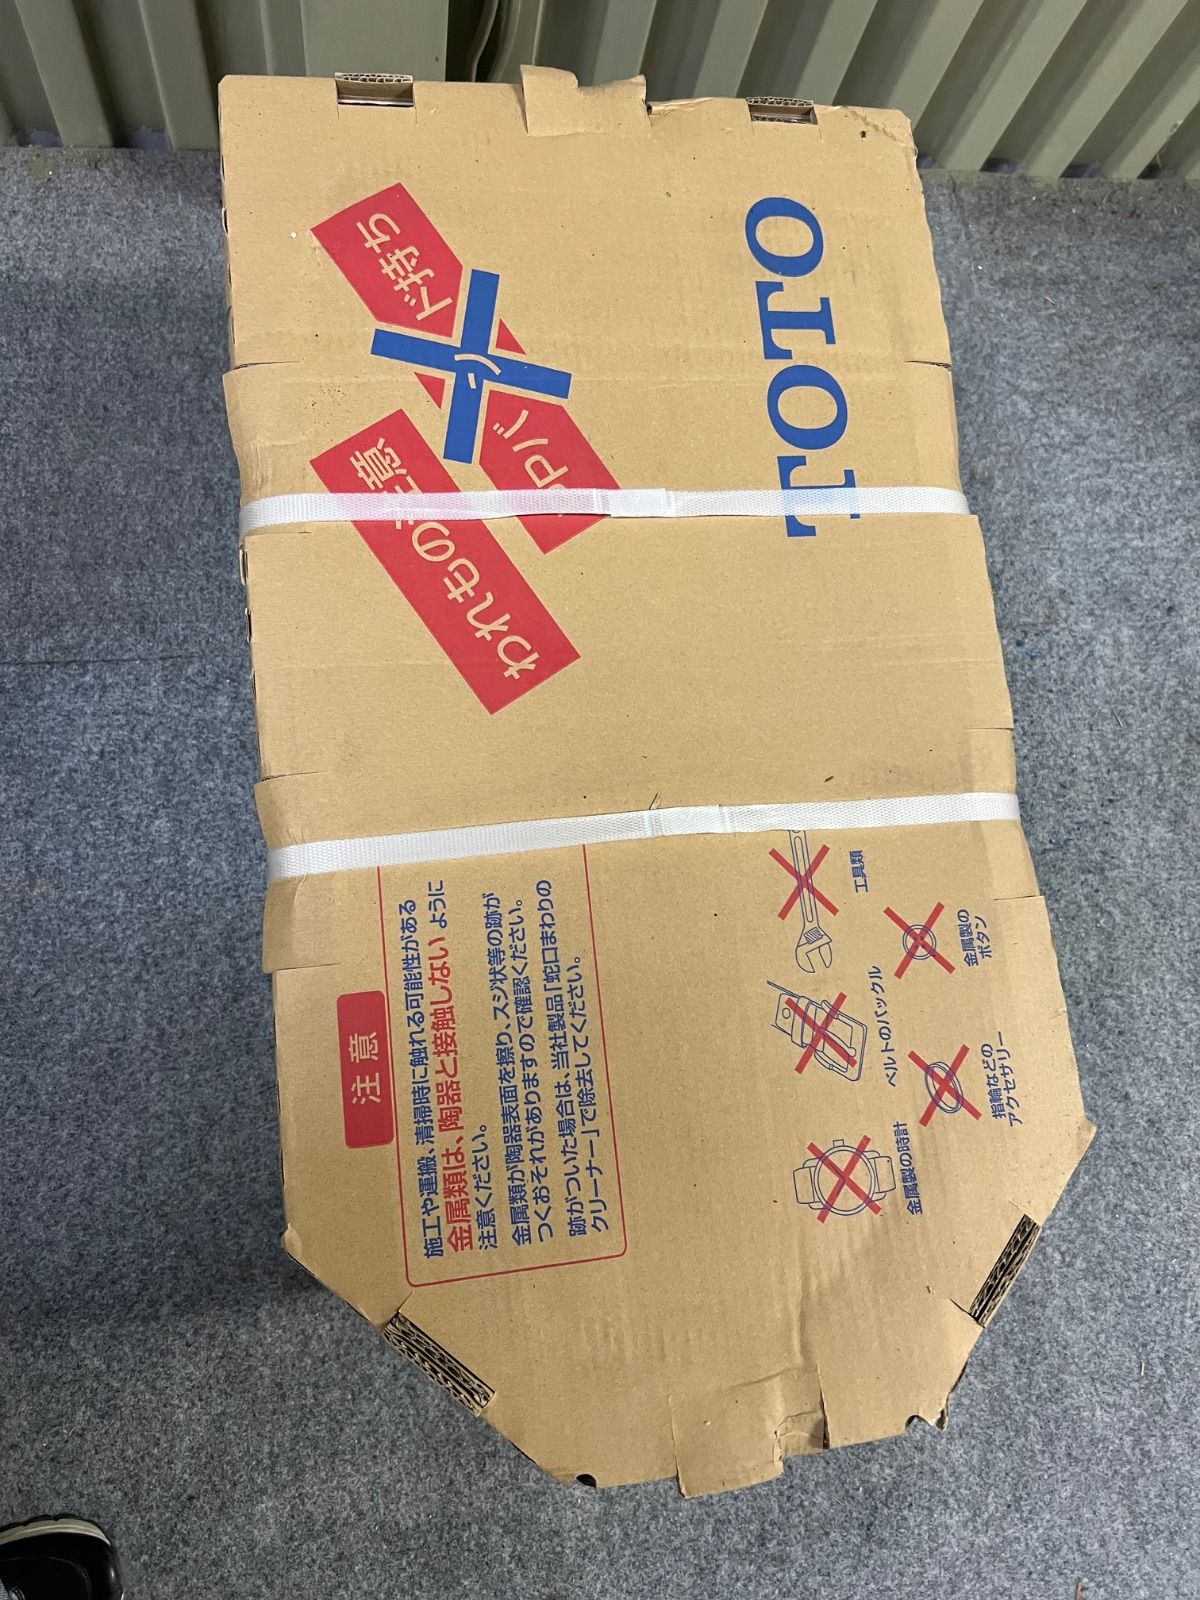 TOTO
われもの注意
PPバンド持ち
注意
施工や運搬、清掃時に触れる可能性がある
金属類は、陶器と接触しないように
注意ください。
金属類が陶器表面を擦り、スジ状等の跡が
つくおそれがありますので確認ください。
跡がついた場合は、当社製品「蛇口まわりの
クリーナー」で除去してください。
工具類
ベルトのバックル
金属製の時計
金属製の
ボタン
指輪などの
アクセサリー